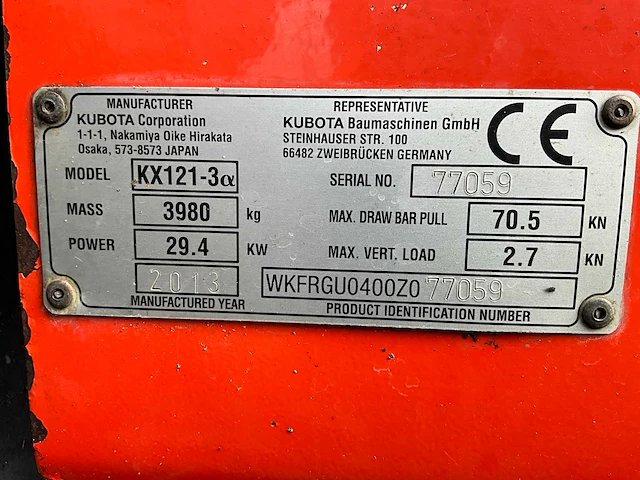 MANUFACTURER
KUBOTA Corporation
1-1-1, Nakamiya Oike Hirakata
Osaka, 573-8573 JAPAN
REPRESENTATIVE
KUBOTA Baumaschinen GmbH
STEINHAUSER STR. 100
66482 ZWEIBRÜCKEN GERMANY
CE
MODEL KX121-3α
SERIAL NO. 77059
MASS 3980 kg
MAX. DRAW BAR PULL 70.5 KN
POWER 29.4 KW
MAX. VERT. LOAD 2.7 KN
2013
MANUFACTURED YEAR
WKFRGU0400Z077059
PRODUCT IDENTIFICATION NUMBER